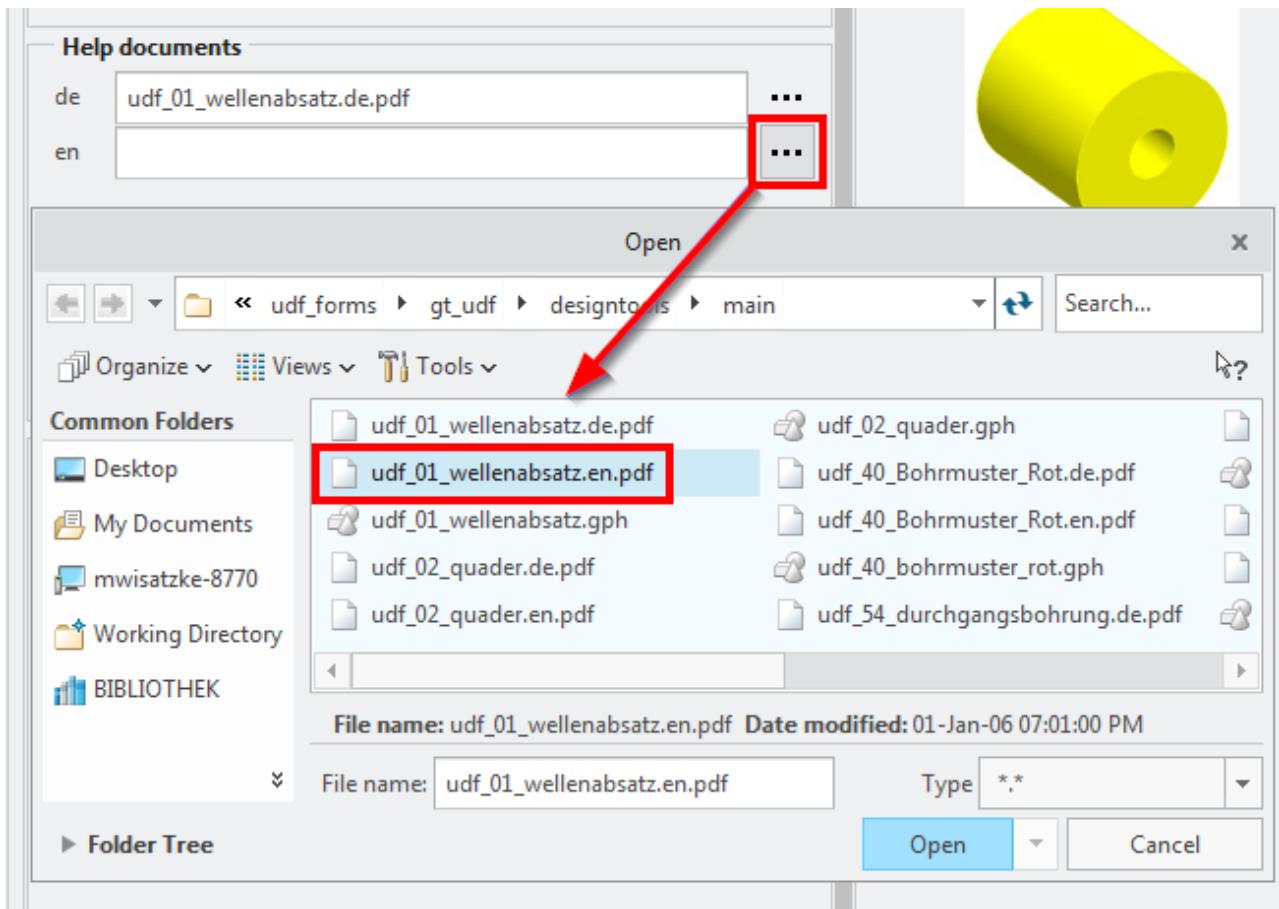 Help documents
de udf_01_wellenabsatz.de.pdf ...
en ...
Open x
« udf_forms ▸ gt_udf ▸ designtools ▸ main Search...
Organize Views Tools ?
Common Folders
Desktop
My Documents
mwisatzke-8770
Working Directory
BIBLIOTHEK
udf_01_wellenabsatz.de.pdf udf_02_quader.gph
udf_01_wellenabsatz.en.pdf udf_40_Bohrmuster_Rot.de.pdf
udf_01_wellenabsatz.gph udf_40_Bohrmuster_Rot.en.pdf
udf_02_quader.de.pdf udf_40_bohrmuster_rot.gph
udf_02_quader.en.pdf udf_54_durchgangsbohrung.de.pdf
File name: udf_01_wellenabsatz.en.pdf Date modified: 01-Jan-06 07:01:00 PM
File name: udf_01_wellenabsatz.en.pdf Type *.*
Folder Tree Open Cancel